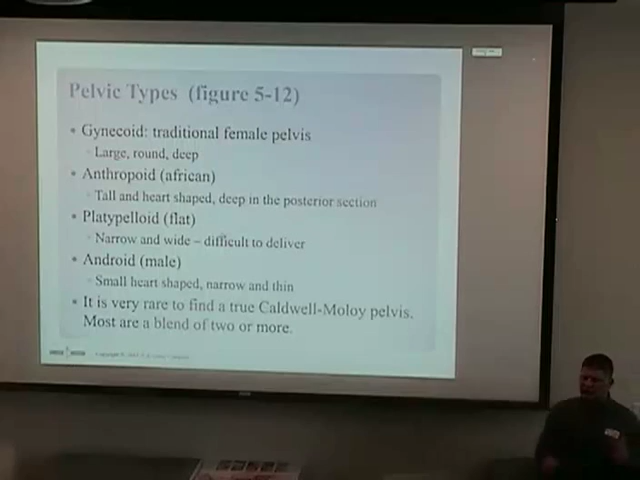 Pelvic Types (figure 5-12)
• Gynecoid: traditional female pelvis
Large, round, deep
• Anthropoid (african)
Tall and heart shaped, deep in the posterior section
• Platypelloid (flat)
Narrow and wide – difficult to deliver
• Android (male)
Small heart shaped, narrow and thin
• It is very rare to find a true Caldwell-Moloy pelvis.
Most are a blend of two or more.